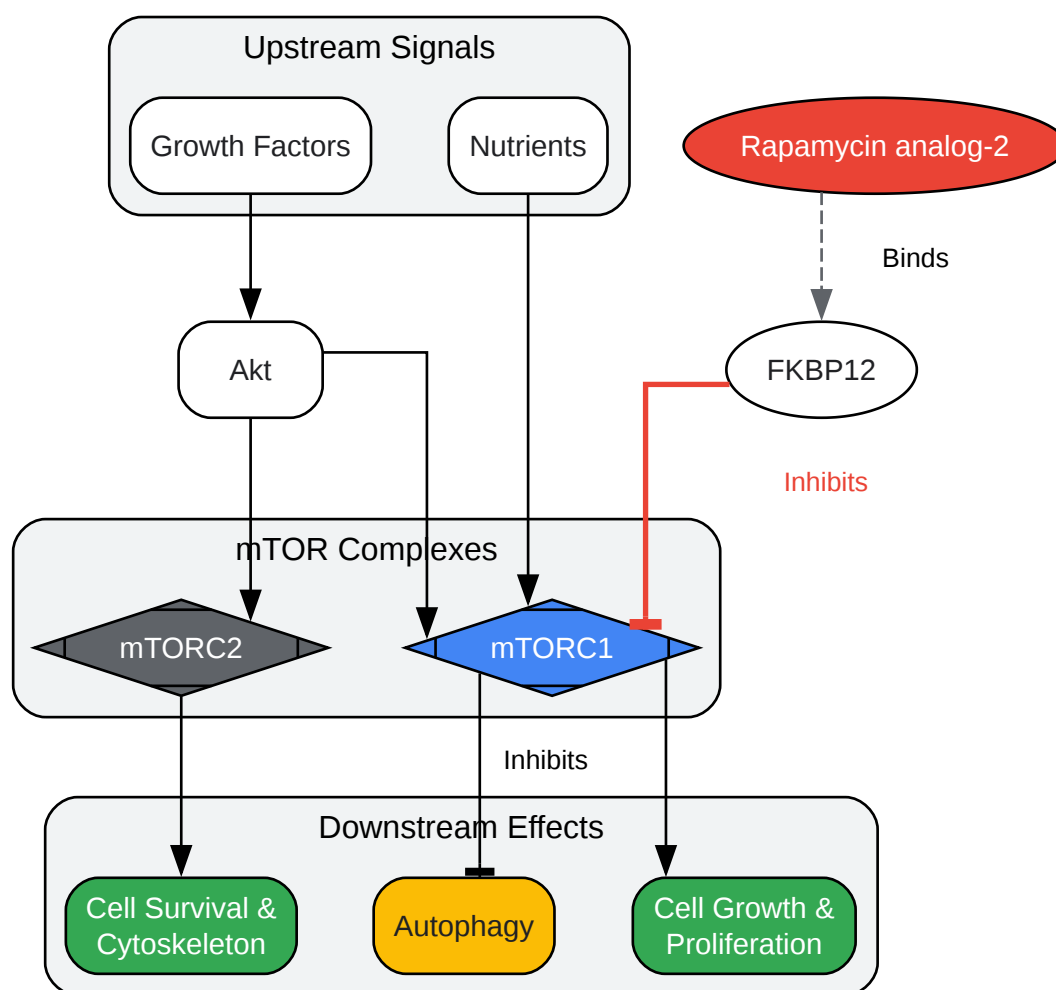 Upstream Signals
Growth Factors
Nutrients
Rapamycin analog-2
Binds
Akt
FKBP12
Inhibits
mTOR Complexes
mTORC2
mTORC1
Inhibits
Downstream Effects
Cell Survival &
Cytoskeleton
Autophagy
Cell Growth &
Proliferation